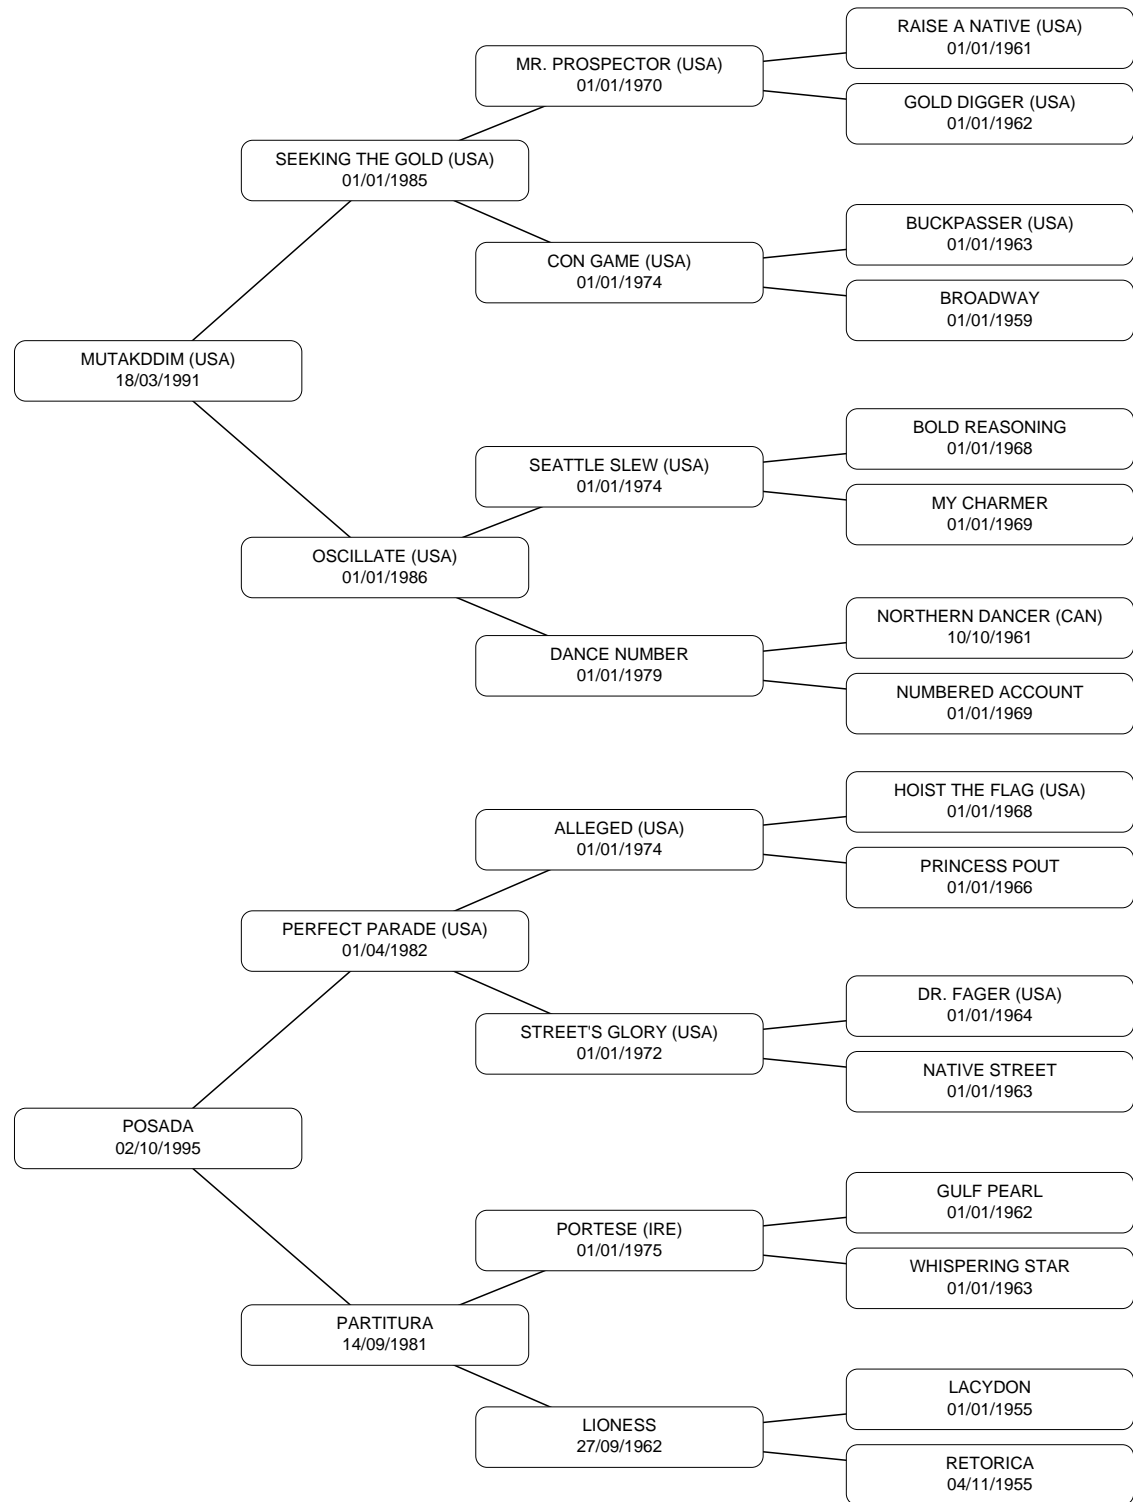 RAISE A NATIVE (USA)
01/01/1961
MR. PROSPECTOR (USA)
01/01/1970
GOLD DIGGER (USA)
01/01/1962
SEEKING THE GOLD (USA)
01/01/1985
BUCKPASSER (USA)
01/01/1963
CON GAME (USA)
01/01/1974
BROADWAY
01/01/1959
MUTAKDDIM (USA)
18/03/1991
BOLD REASONING
01/01/1968
SEATTLE SLEW (USA)
01/01/1974
MY CHARMER
01/01/1969
OSCILLATE (USA)
01/01/1986
NORTHERN DANCER (CAN)
10/10/1961
DANCE NUMBER
01/01/1979
NUMBERED ACCOUNT
01/01/1969
HOIST THE FLAG (USA)
01/01/1968
ALLEGED (USA)
01/01/1974
PRINCESS POUT
01/01/1966
PERFECT PARADE (USA)
01/04/1982
DR. FAGER (USA)
01/01/1964
STREET'S GLORY (USA)
01/01/1972
NATIVE STREET
01/01/1963
POSADA
02/10/1995
GULF PEARL
01/01/1962
PORTESE (IRE)
01/01/1975
WHISPERING STAR
01/01/1963
PARTITURA
14/09/1981
LACYDON
01/01/1955
LIONESS
27/09/1962
RETORICA
04/11/1955